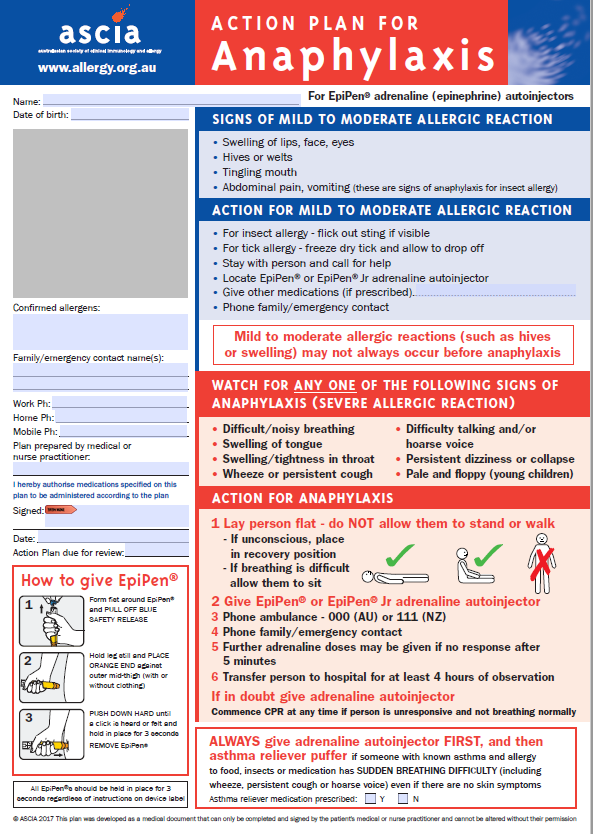 ascia
australasian society of clinical immunology and allergy
www.allergy.org.au
ACTION PLAN FOR
Anaphylaxis
Name:
For EpiPen® adrenaline (epinephrine) autoinjectors
Date of birth:
Confirmed allergens:
Family/emergency contact name(s):
Work Ph:
Home Ph:
Mobile Ph:
Plan prepared by medical or
nurse practitioner:
I hereby authorise medications specified on this
plan to be administered according to the plan
Signed:
Date:
Action Plan due for review:
How to give EpiPen®
1
Form fist around EpiPen®
and PULL OFF BLUE
SAFETY RELEASE
2
Hold leg still and PLACE
ORANGE END against
outer mid-thigh (with or
without clothing)
3
PUSH DOWN HARD until
a click is heard or felt and
hold in place for 3 seconds
REMOVE EpiPen®
All EpiPen®s should be held in place for 3
seconds regardless of instructions on device label
SIGNS OF MILD TO MODERATE ALLERGIC REACTION
• Swelling of lips, face, eyes
• Hives or welts
• Tingling mouth
• Abdominal pain, vomiting (these are signs of anaphylaxis for insect allergy)
ACTION FOR MILD TO MODERATE ALLERGIC REACTION
• For insect allergy - flick out sting if visible
• For tick allergy - freeze dry tick and allow to drop off
• Stay with person and call for help
• Locate EpiPen® or EpiPen® Jr adrenaline autoinjector
• Give other medications (if prescribed)................................................
• Phone family/emergency contact
Mild to moderate allergic reactions (such as hives
or swelling) may not always occur before anaphylaxis
WATCH FOR ANY ONE OF THE FOLLOWING SIGNS OF
ANAPHYLAXIS (SEVERE ALLERGIC REACTION)
• Difficult/noisy breathing
• Swelling of tongue
• Swelling/tightness in throat
• Wheeze or persistent cough
• Difficulty talking and/or
hoarse voice
• Persistent dizziness or collapse
• Pale and floppy (young children)
ACTION FOR ANAPHYLAXIS
1 Lay person flat - do NOT allow them to stand or walk
- If unconscious, place
in recovery position
- If breathing is difficult
allow them to sit
2 Give EpiPen® or EpiPen® Jr adrenaline autoinjector
3 Phone ambulance - 000 (AU) or 111 (NZ)
4 Phone family/emergency contact
5 Further adrenaline doses may be given if no response after
5 minutes
6 Transfer person to hospital for at least 4 hours of observation
If in doubt give adrenaline autoinjector
Commence CPR at any time if person is unresponsive and not breathing normally
ALWAYS give adrenaline autoinjector FIRST, and then
asthma reliever puffer if someone with known asthma and allergy
to food, insects or medication has SUDDEN BREATHING DIFFICULTY (including
wheeze, persistent cough or hoarse voice) even if there are no skin symptoms
Asthma reliever medication prescribed: Y N
© ASCIA 2017 This plan was developed as a medical document that can only be completed and signed by the patient's medical or nurse practitioner and cannot be altered without their permission